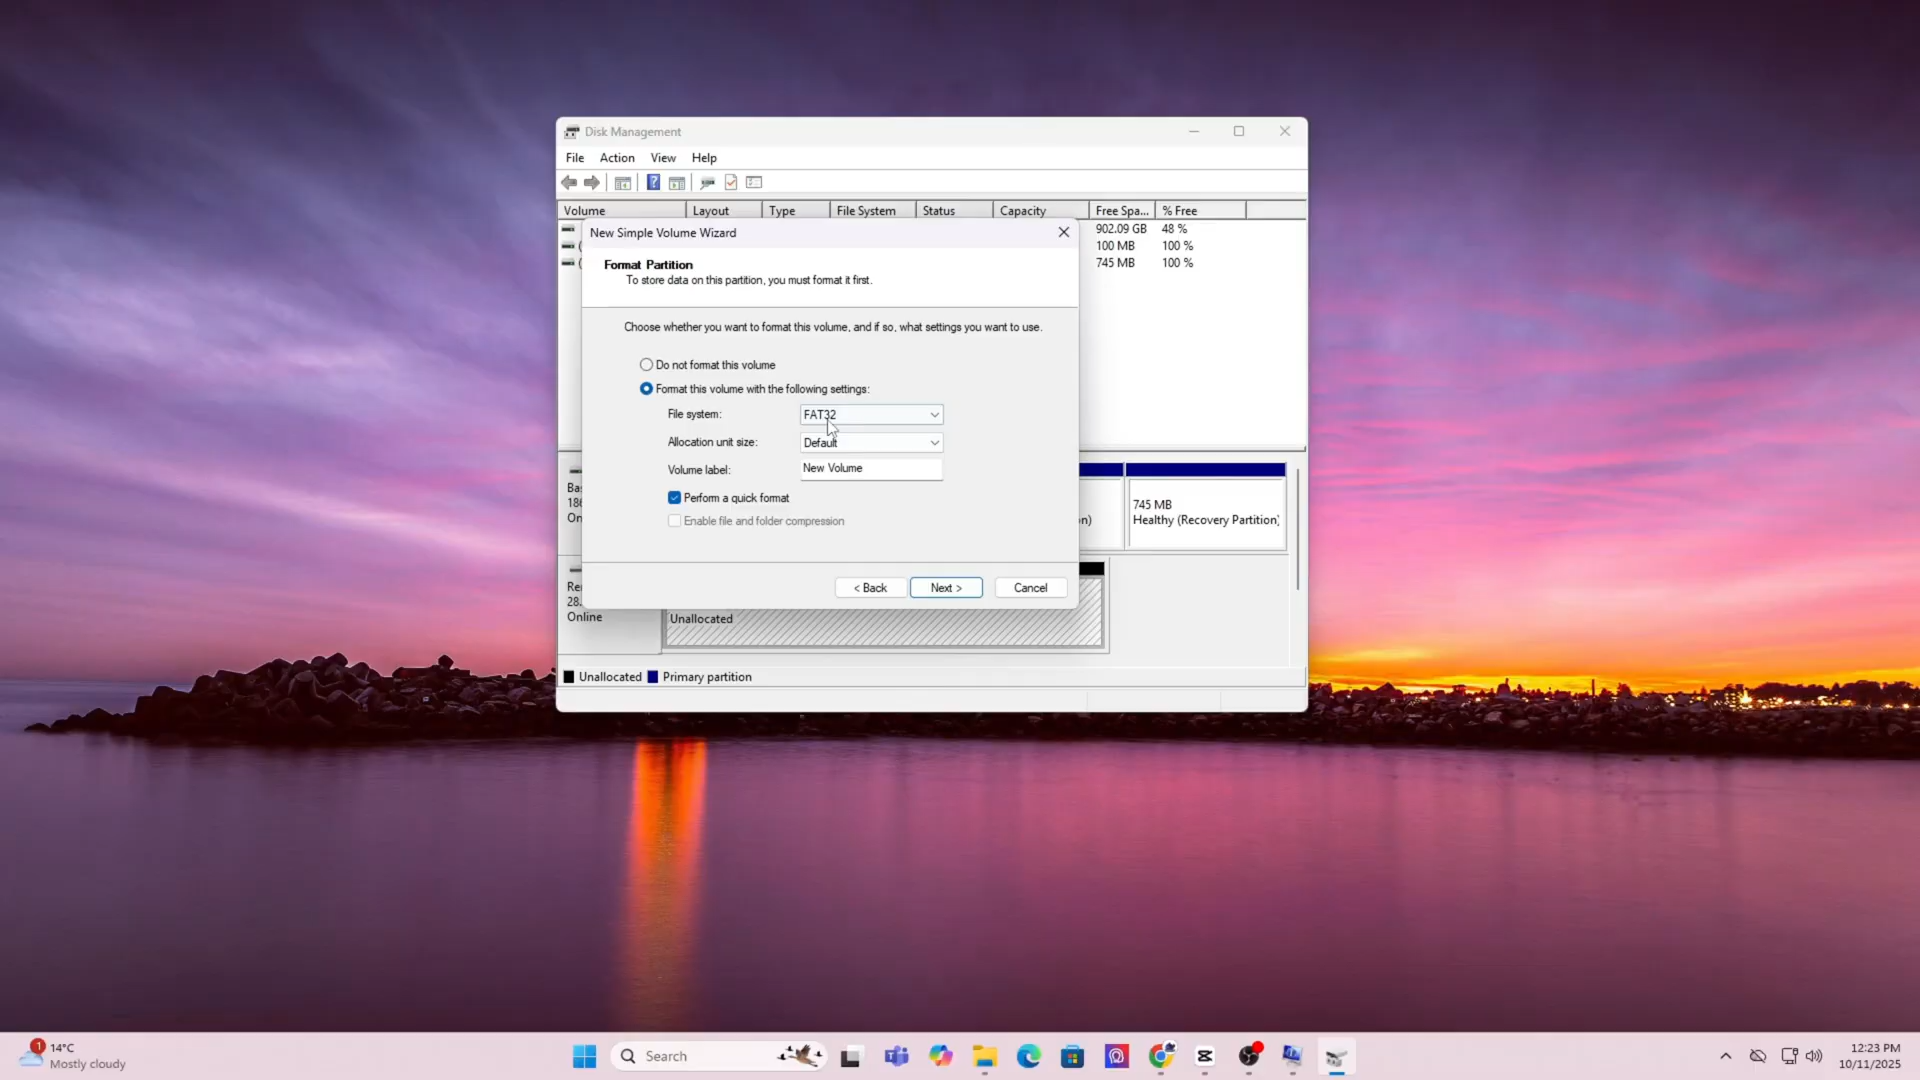 Disk Management
File Action View Help
Volume Layout Type File System Status Capacity Free Spa... % Free
902.09 GB 48 %
100 MB 100 %
745 MB 100 %
New Simple Volume Wizard
Format Partition
To store data on this partition, you must format it first.
Choose whether you want to format this volume, and if so, what settings you want to use.
Do not format this volume
Format this volume with the following settings:
File system: FAT32
Allocation unit size: Default
Volume label: New Volume
Perform a quick format
Enable file and folder compression
< Back Next > Cancel
Bas
186
On
on)
745 MB
Healthy (Recovery Partition)
Re
28.
Online
Unallocated
Unallocated Primary partition
1
14°C
Mostly cloudy
Search
12:23 PM
10/11/2025